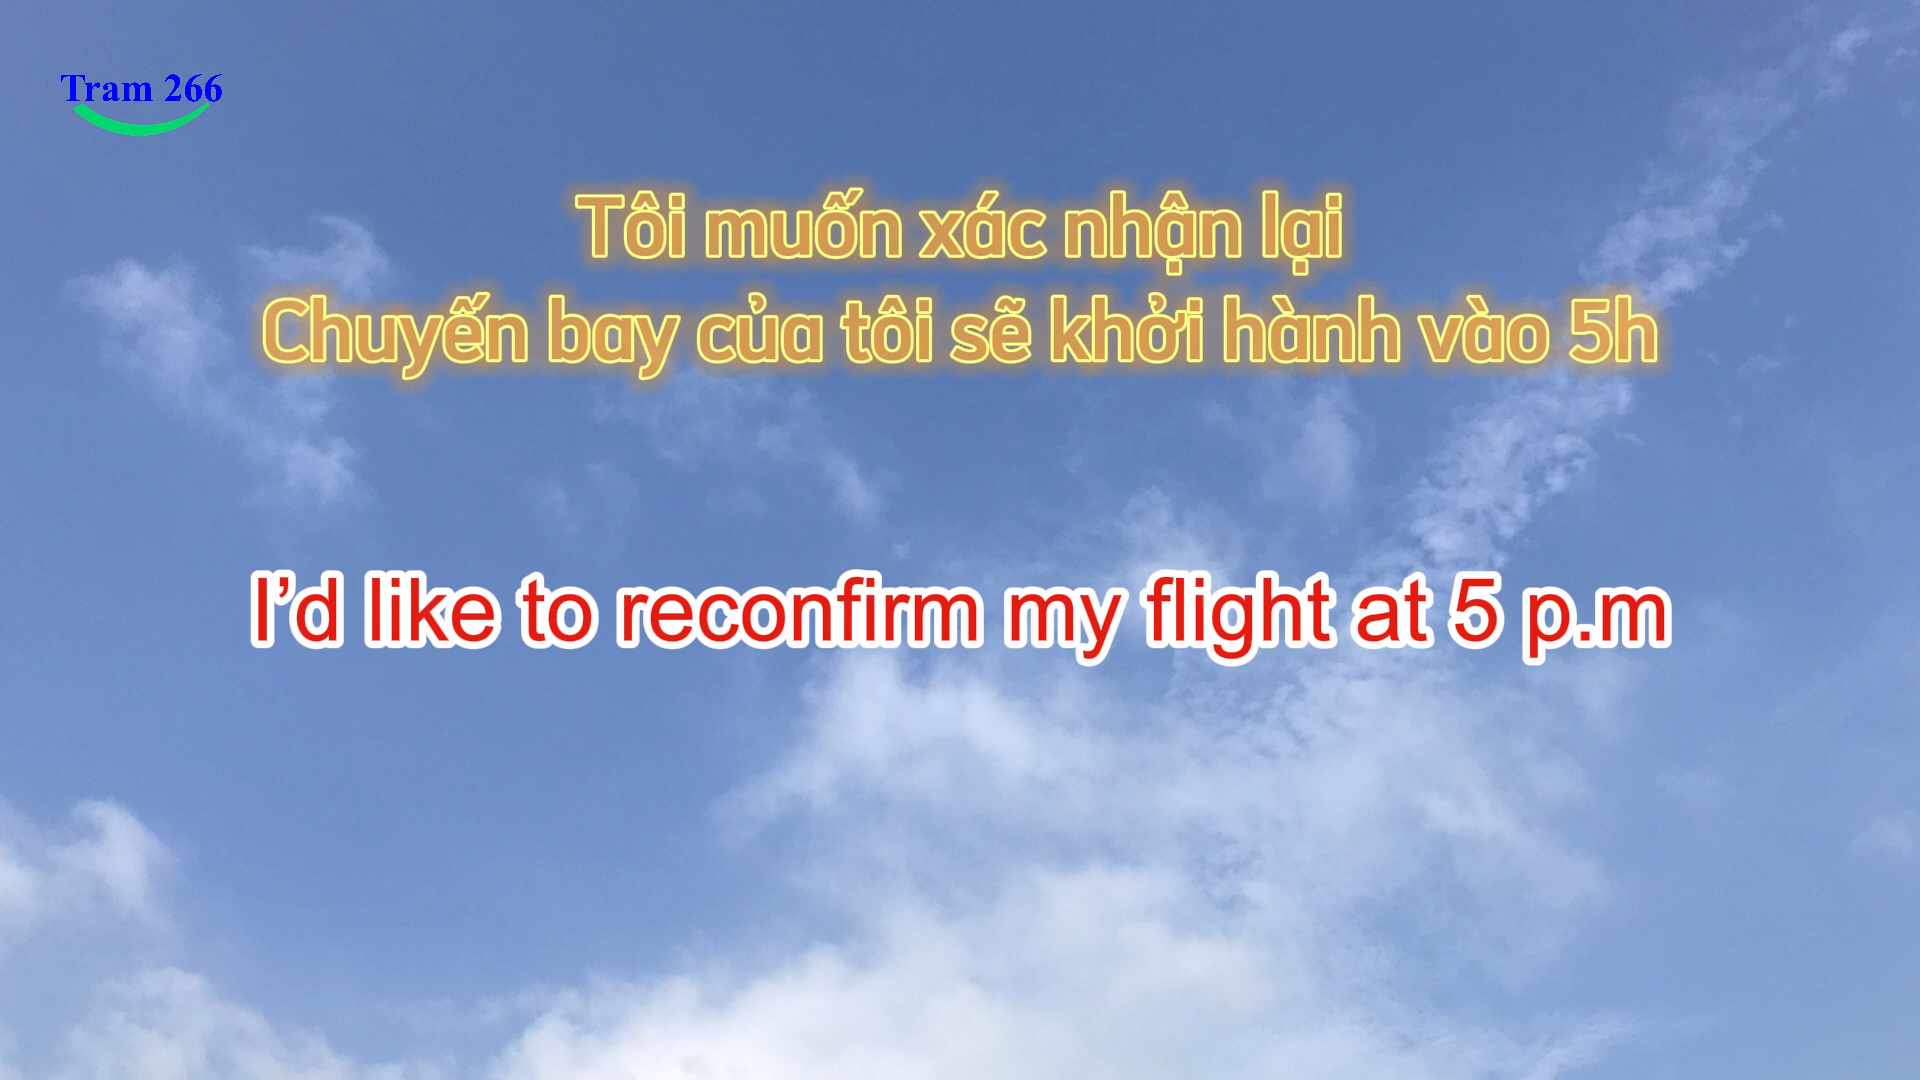 Tram 266
Tôi muốn xác nhận lại
Chuyến bay của tôi sẽ khởi hành vào 5h
I’d like to reconfirm my flight at 5 p.m